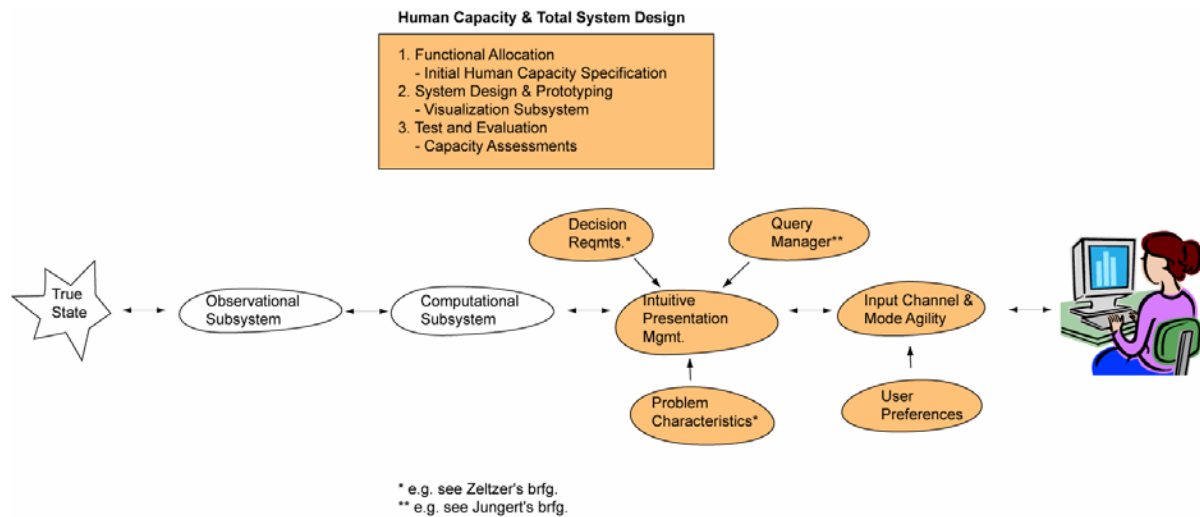 Human Capacity & Total System Design
1. Functional Allocation
- Initial Human Capacity Specification
2. System Design & Prototyping
- Visualization Subsystem
3. Test and Evaluation
- Capacity Assessments
Decision
Reqmts.*
Query
Manager**
True
State
Observational
Subsystem
Computational
Subsystem
Intuitive
Presentation
Mgmt.
Input Channel &
Mode Agility
Problem
Characteristics*
User
Preferences
* e.g. see Zeltzer's brfg.
** e.g. see Jungert's brfg.